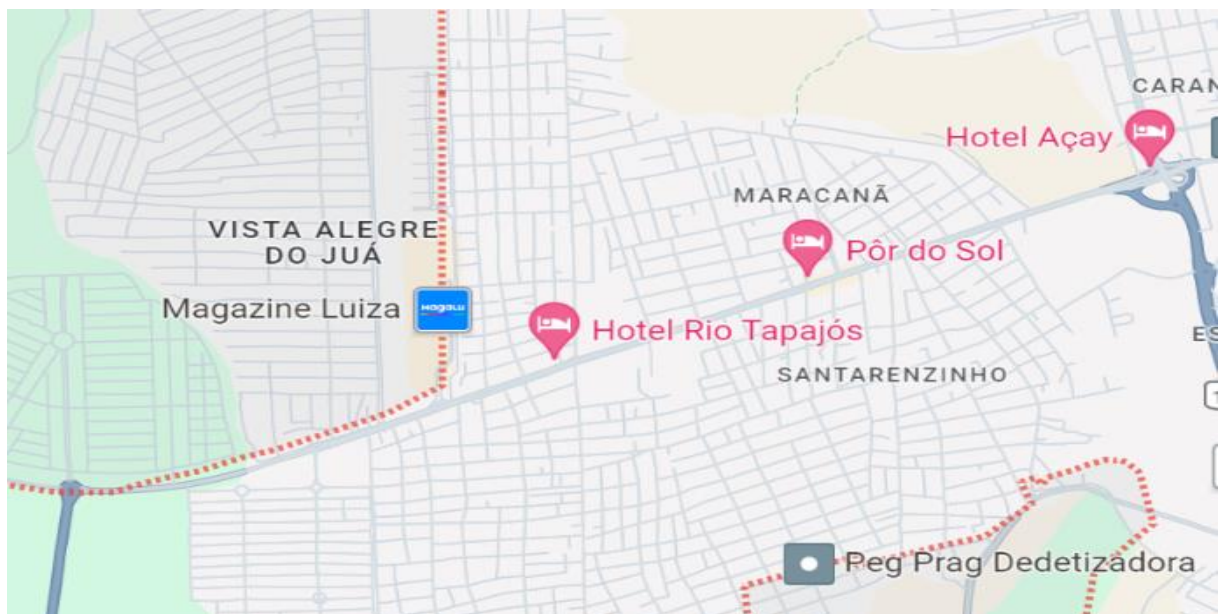 CARAN
Hotel Açay
MARACANÃ
VISTA ALEGRE
DO JUÁ
Pôr do Sol
Magazine Luiza
MAGALU
Hotel Rio Tapajós
ES
SANTARENZINHO
Peg Prag Dedetizadora